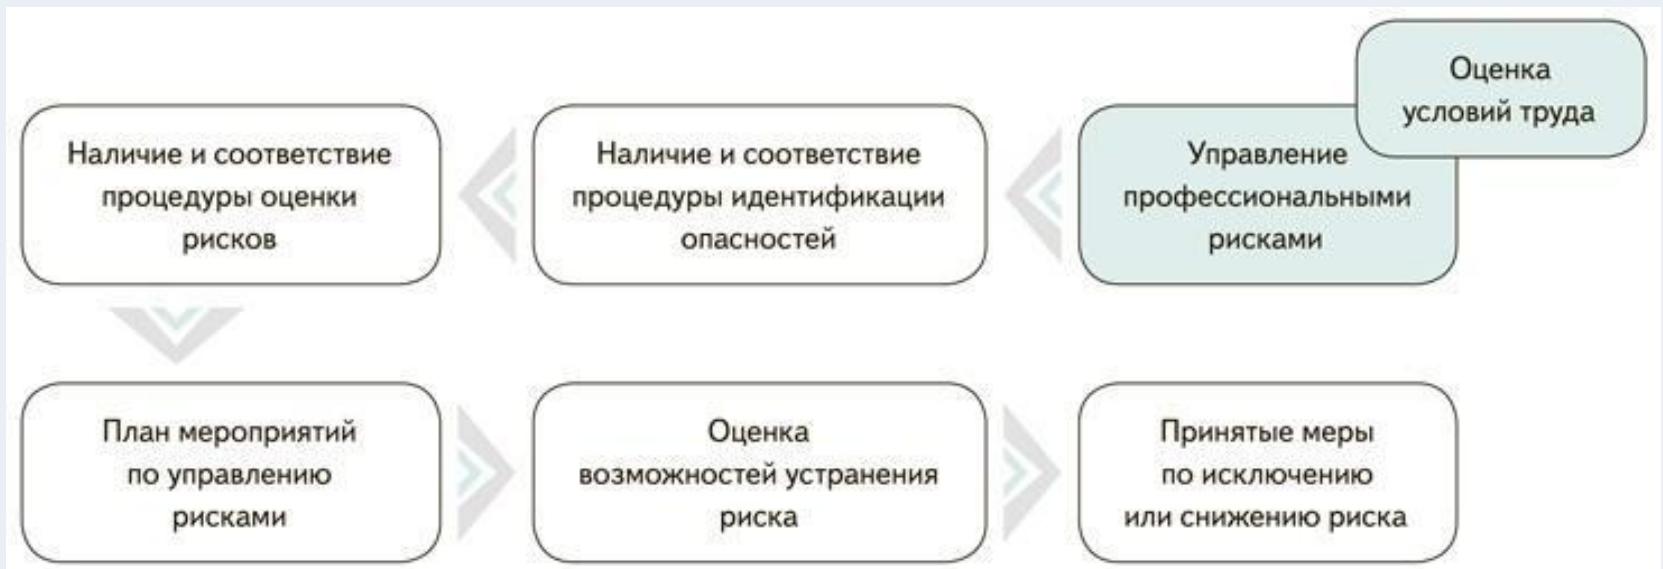 Оценка
условий труда
Управление
профессиональными
рисками
Наличие и соответствие
процедуры идентификации
опасностей
Наличие и соответствие
процедуры оценки
рисков
План мероприятий
по управлению
рисками
Оценка
возможностей устранения
риска
Принятые меры
по исключению
или снижению риска